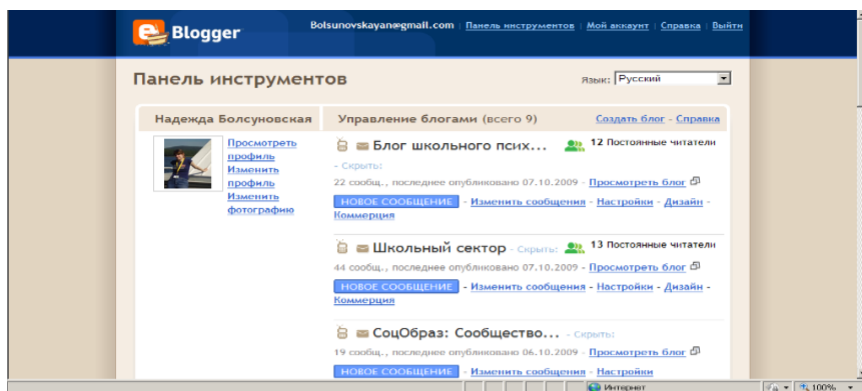 Blogger
Bolsunovskayan@gmail.com | Панель инструментов | Мой аккаунт | Справка | Выйти
Панель инструментов
Язык: Русский
Надежда Болсуновская
Просмотреть
профиль
Изменить
профиль
Изменить
фотографию
Управление блогами (всего 9)
Создать блог - Справка
Блог школьного псих...
12 Постоянные читатели
- Скрыть:
22 сообщ., последнее опубликовано 07.10.2009 - Просмотреть блог
НОВОЕ СООБЩЕНИЕ - Изменить сообщения - Настройки - Дизайн -
Коммерция
Школьный сектор - Скрыть:
13 Постоянные читатели
44 сообщ., последнее опубликовано 07.10.2009 - Просмотреть блог
НОВОЕ СООБЩЕНИЕ - Изменить сообщения - Настройки - Дизайн -
Коммерция
СоцОбраз: Сообщество... - Скрыть:
19 сообщ., последнее опубликовано 06.10.2009 - Просмотреть блог
НОВОЕ СООБЩЕНИЕ - Изменить сообщения - Настройки
Интернет
100%